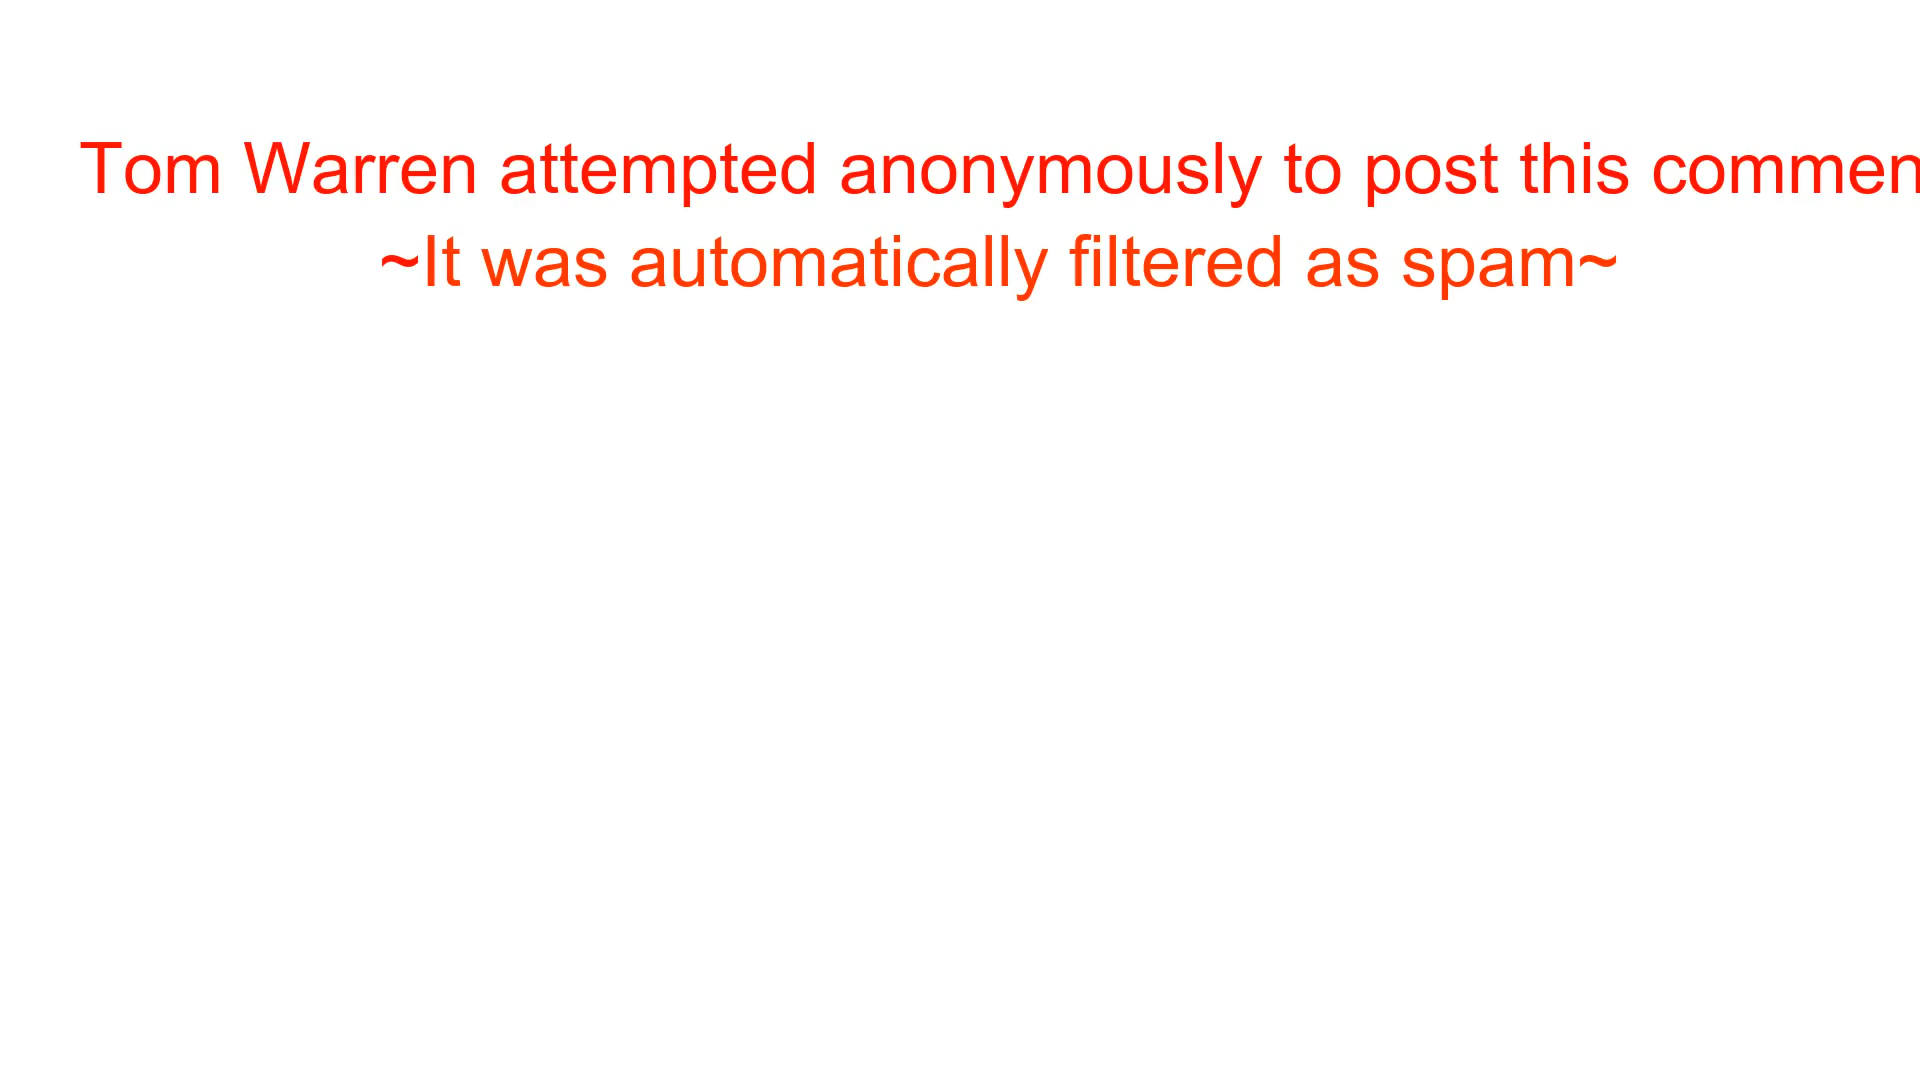 Tom Warren attempted anonymously to post this commen
~It was automatically filtered as spam~